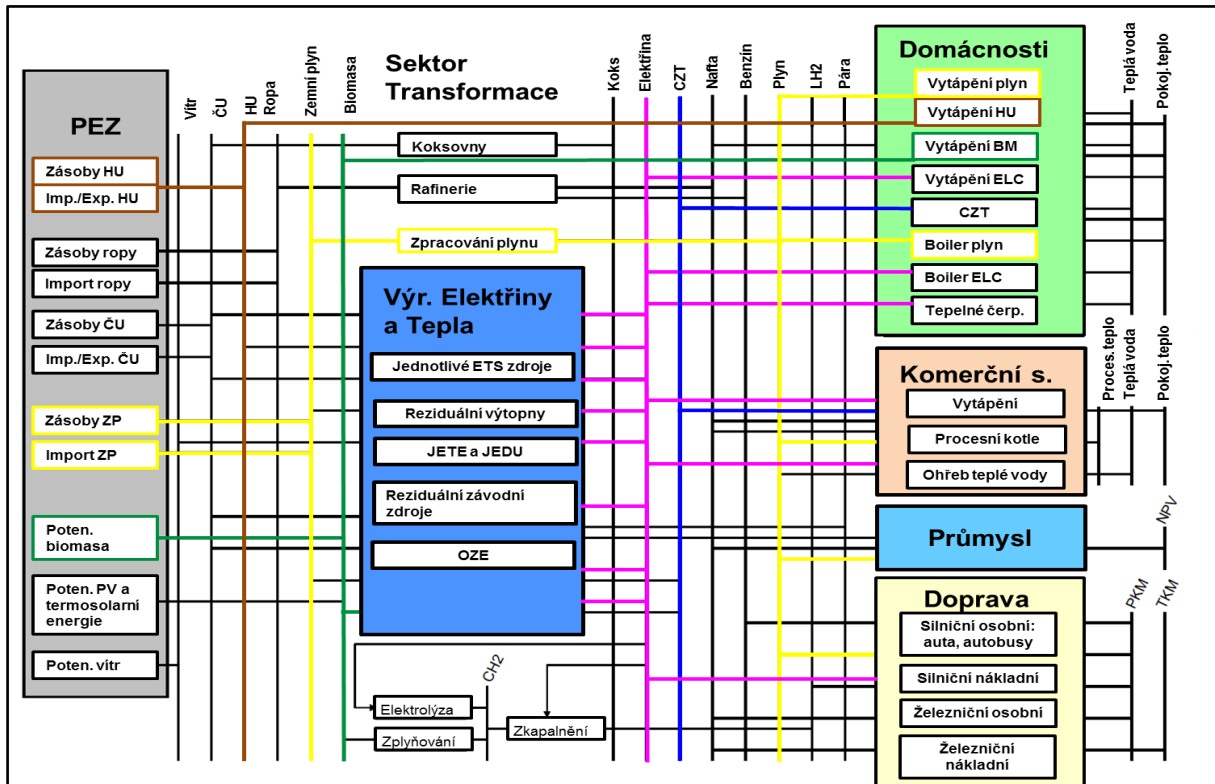 PEZ
Zásoby HU
Imp./Exp. HU
Zásoby ropy
Import ropy
Zásoby ČU
Imp./Exp. ČU
Zásoby ZP
Import ZP
Poten.
biomasa
Poten. PV a
termosolarní
energie
Poten. vítr
Vítr
ČU
HU
Ropa
Zemní plyn
Biomasa
Sektor
Transformace
Koksovny
Rafinerie
Zpracování plynu
Výr. Elektřiny
a Tepla
Jednotlivé ETS zdroje
Reziduální výtopny
JETE a JEDU
Reziduální závodní
zdroje
OZE
Elektrolýza
Zplyňování
CH2
Zkapalnění
Koks
Elektřina
CZT
Nafta
Benzín
Plyn
LH2
Pára
Domácnosti
Vytápění plyn
Vytápění HU
Vytápění BM
Vytápění ELC
CZT
Boiler plyn
Boiler ELC
Tepelné čerp.
Teplá voda
Pokoj. teplo
Komerční s.
Vytápění
Procesní kotle
Ohřeb teplé vody
Proces. teplo
Teplá voda
Pokoj. teplo
Průmysl
NPV
Doprava
Silniční osobní:
auta, autobusy
Silniční nákladní
Železniční osobní
Železniční
nákladní
PKM
TKM